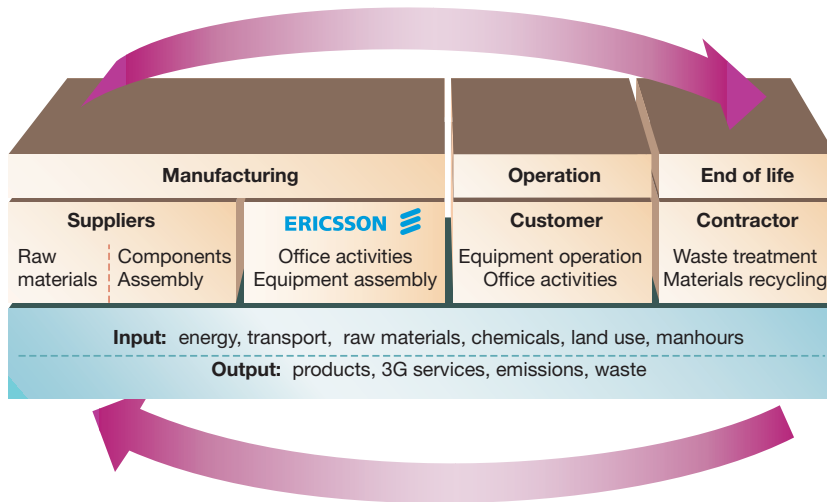 Manufacturing
Operation
End of life
Suppliers
Raw
materials
Components
Assembly
ERICSSON
Office activities
Equipment assembly
Customer
Equipment operation
Office activities
Contractor
Waste treatment
Materials recycling
Input: energy, transport, raw materials, chemicals, land use, manhours
Output: products, 3G services, emissions, waste